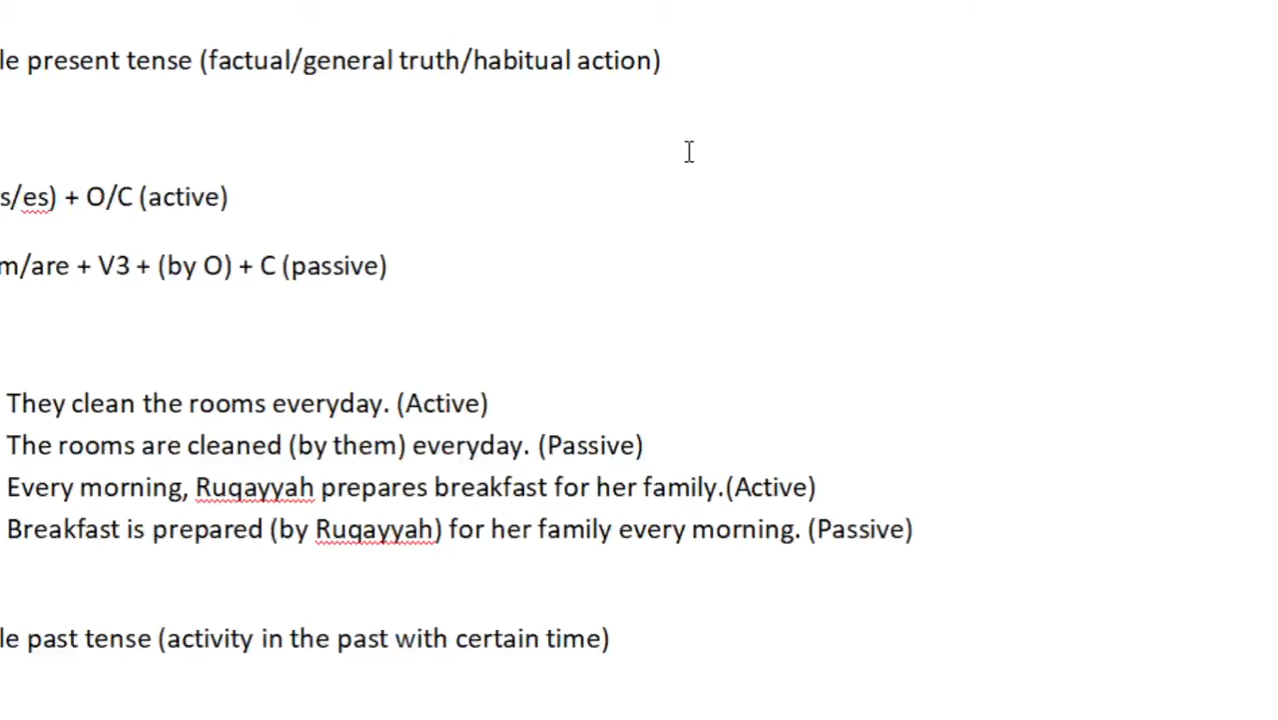 le present tense (factual/general truth/habitual action)
s/es) + O/C (active)
m/are + V3 + (by O) + C (passive)
They clean the rooms everyday. (Active)
The rooms are cleaned (by them) everyday. (Passive)
Every morning, Ruqayyah prepares breakfast for her family.(Active)
Breakfast is prepared (by Ruqayyah) for her family every morning. (Passive)
le past tense (activity in the past with certain time)